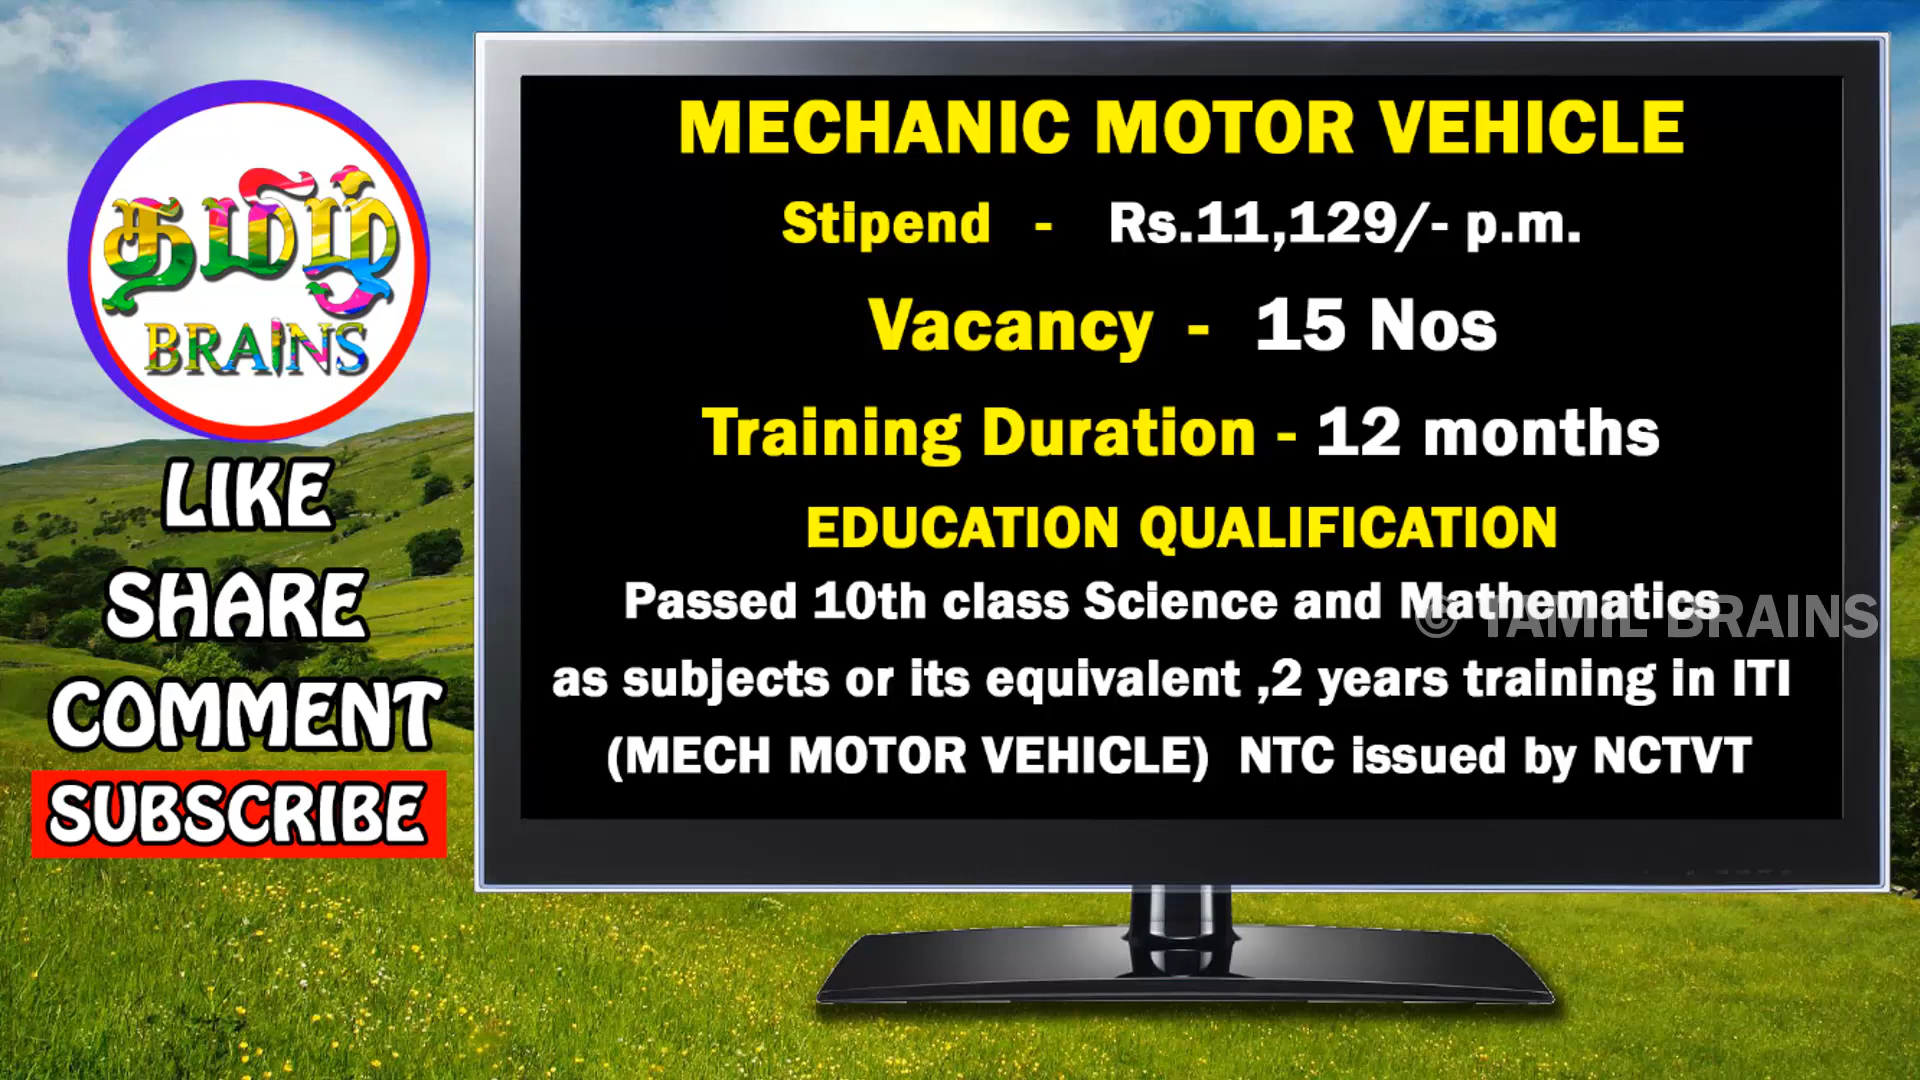 தமிழ்
BRAINS
LIKE
SHARE
COMMENT
SUBSCRIBE
MECHANIC MOTOR VEHICLE
Stipend - Rs.11,129/- p.m.
Vacancy - 15 Nos
Training Duration - 12 months
EDUCATION QUALIFICATION
Passed 10th class Science and Mathematics
© TAMIL BRAINS
as subjects or its equivalent ,2 years training in ITI
(MECH MOTOR VEHICLE) NTC issued by NCTVT